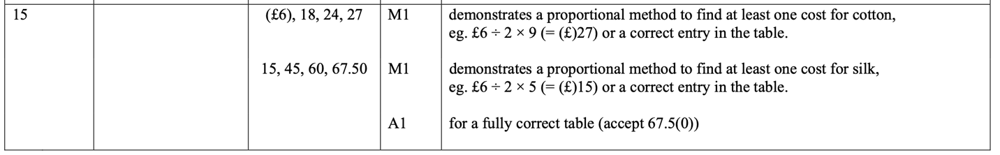 15 (£6), 18, 24, 27 M1 demonstrates a proportional method to find at least one cost for cotton,
eg. £6 ÷ 2 × 9 (= (£)27) or a correct entry in the table.
15, 45, 60, 67.50 M1 demonstrates a proportional method to find at least one cost for silk,
eg. £6 ÷ 2 × 5 (= (£)15) or a correct entry in the table.
A1 for a fully correct table (accept 67.5(0))